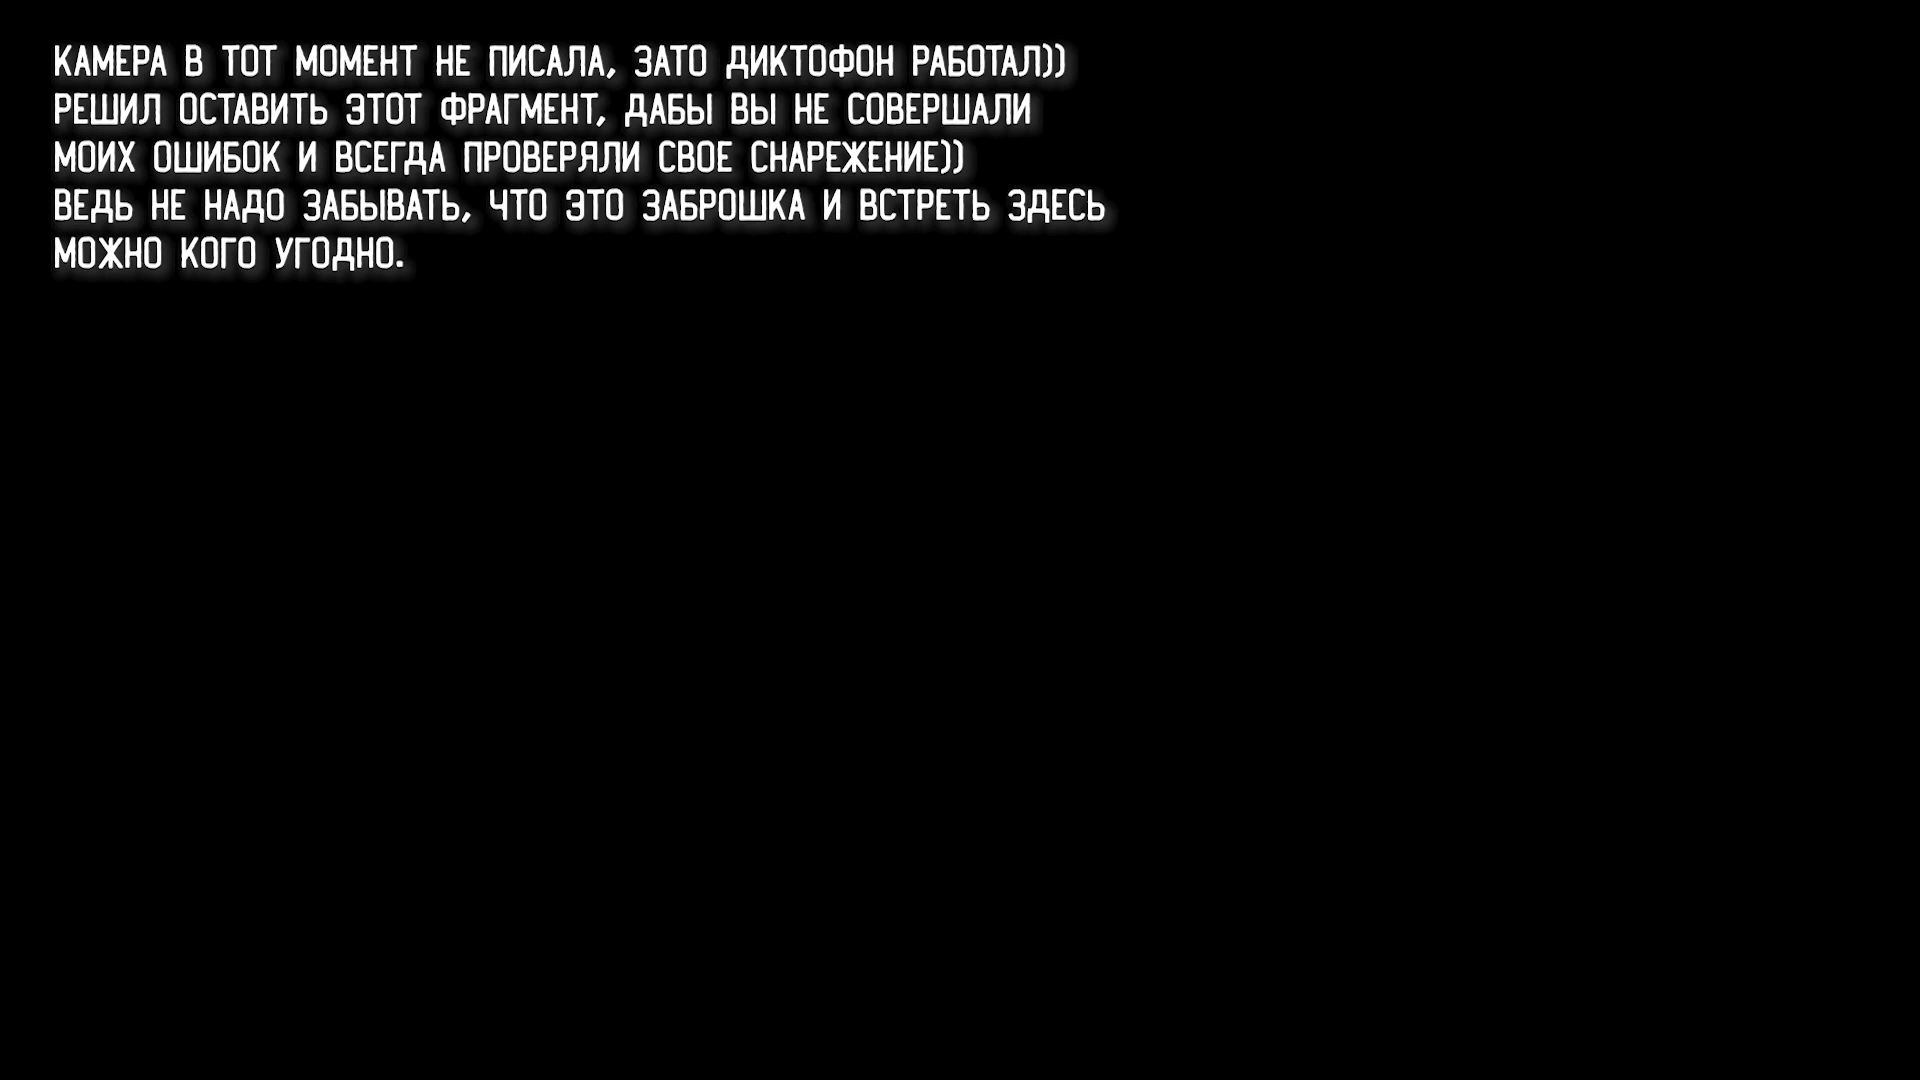 КАМЕРА В ТОТ МОМЕНТ НЕ ПИСАЛА, ЗАТО ДИКТОФОН РАБОТАЛ))
РЕШИЛ ОСТАВИТЬ ЭТОТ ФРАГМЕНТ, ДАБЫ ВЫ НЕ СОВЕРШАЛИ
МОИХ ОШИБОК И ВСЕГДА ПРОВЕРЯЛИ СВОЕ СНАРЕЖЕНИЕ))
ВЕДЬ НЕ НАДО ЗАБЫВАТЬ, ЧТО ЭТО ЗАБРОШКА И ВСТРЕТЬ ЗДЕСЬ
МОЖНО КОГО УГОДНО.